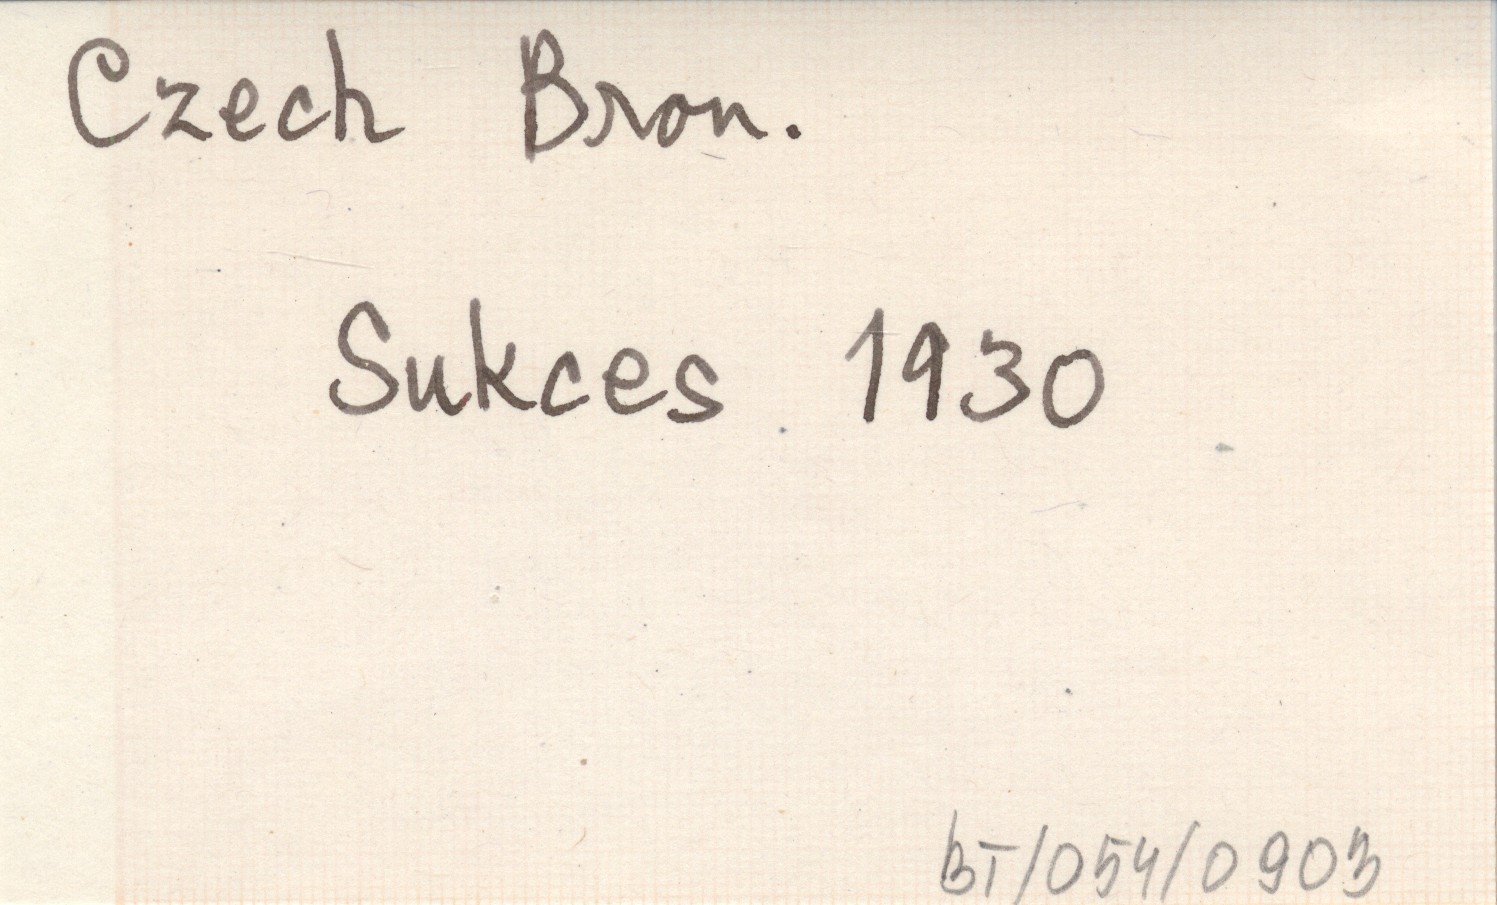 Czech Bron.
Sukces 1930
BT/054/0903